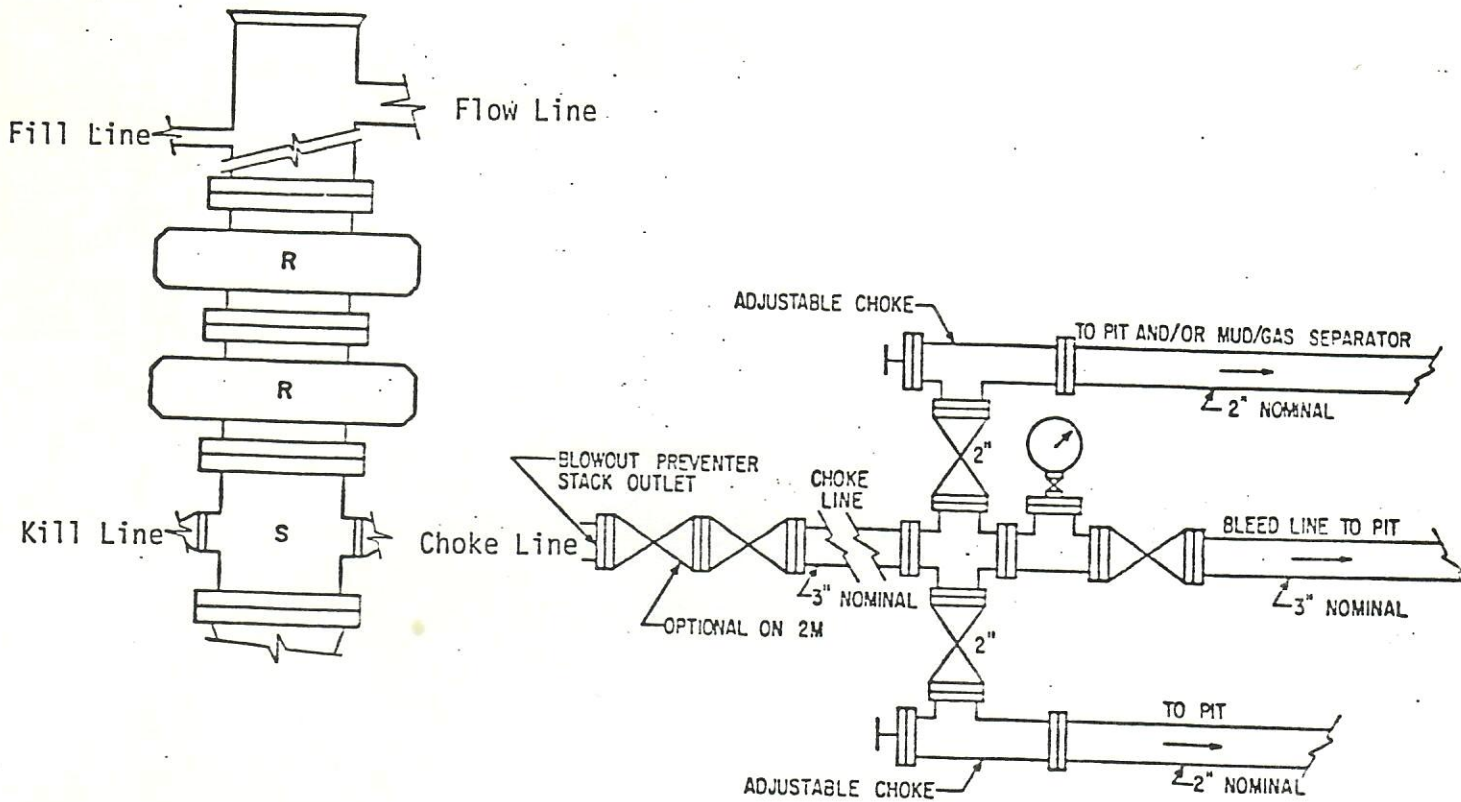 Flow Line
Fill Line
R
R
Kill Line
S
Choke Line
ADJUSTABLE CHOKE
TO PIT AND/OR MUD/GAS SEPARATOR
2" NOMINAL
2"
BLOWOUT PREVENTER
STACK OUTLET
CHOKE
LINE
BLEED LINE TO PIT
3" NOMINAL
3" NOMINAL
OPTIONAL ON 2M
2"
TO PIT
2" NOMINAL
ADJUSTABLE CHOKE